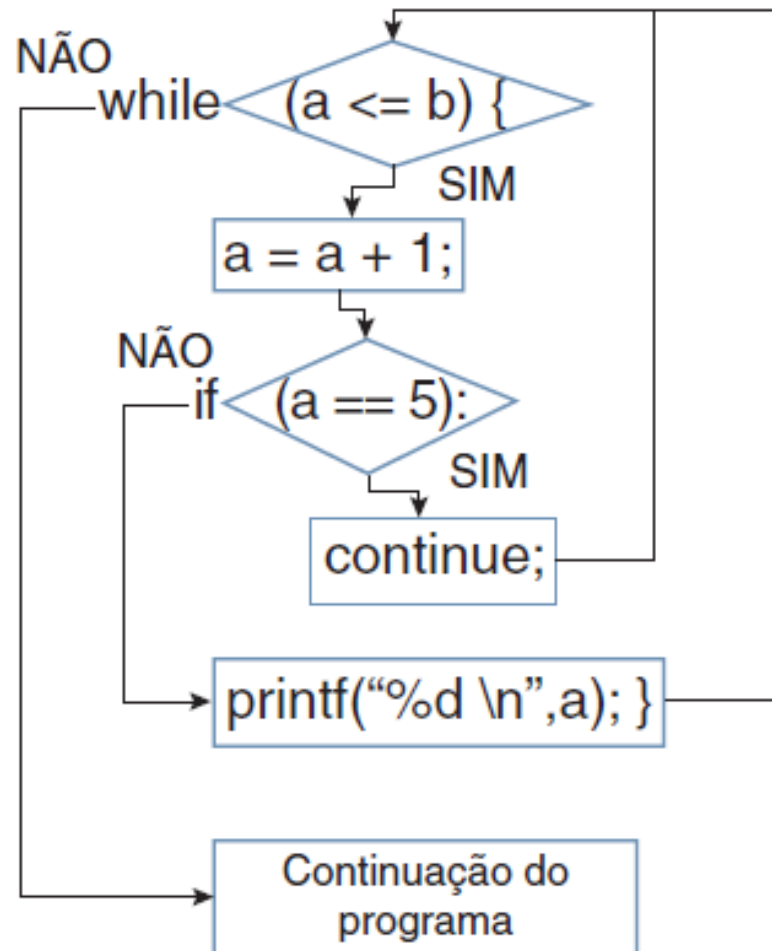 NÃO
while (a <= b) {
SIM
a = a + 1;
NÃO
if (a == 5):
SIM
continue;
printf(“%d \n”,a); }
Continuação do
programa